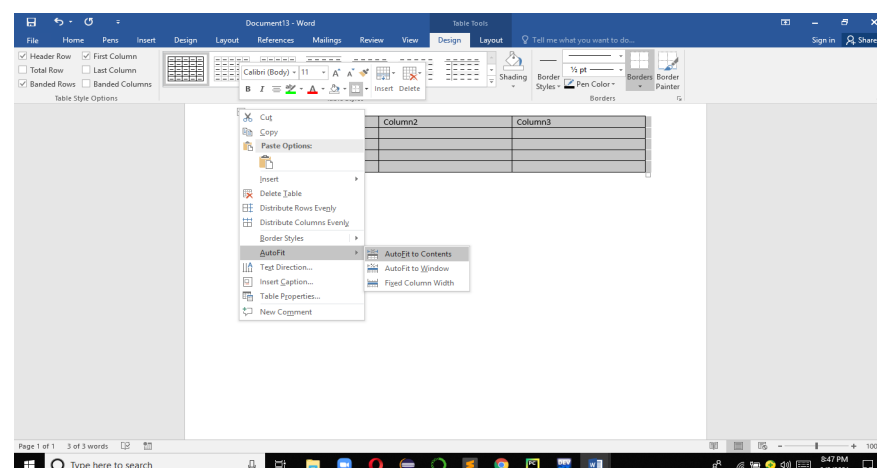 Document13 - Word
Table Tools
File Home Pens Insert Design Layout References Mailings Review View Design Layout Tell me what you want to do... Sign in Share
Header Row First Column
Total Row Last Column
Banded Rows Banded Columns
Table Style Options
Calibri (Body) 11
B I Insert Delete
Shading
Border Styles
½ pt
Pen Color
Borders
Border Painter
Borders
Column2 Column3
Cut
Copy
Paste Options:
Insert
Delete Table
Distribute Rows Evenly
Distribute Columns Evenly
Border Styles
AutoFit
Text Direction...
Insert Caption...
Table Properties...
New Comment
AutoFit to Contents
AutoFit to Window
Fixed Column Width
Page 1 of 1 3 of 3 words
100
Type here to search
8:47 PM